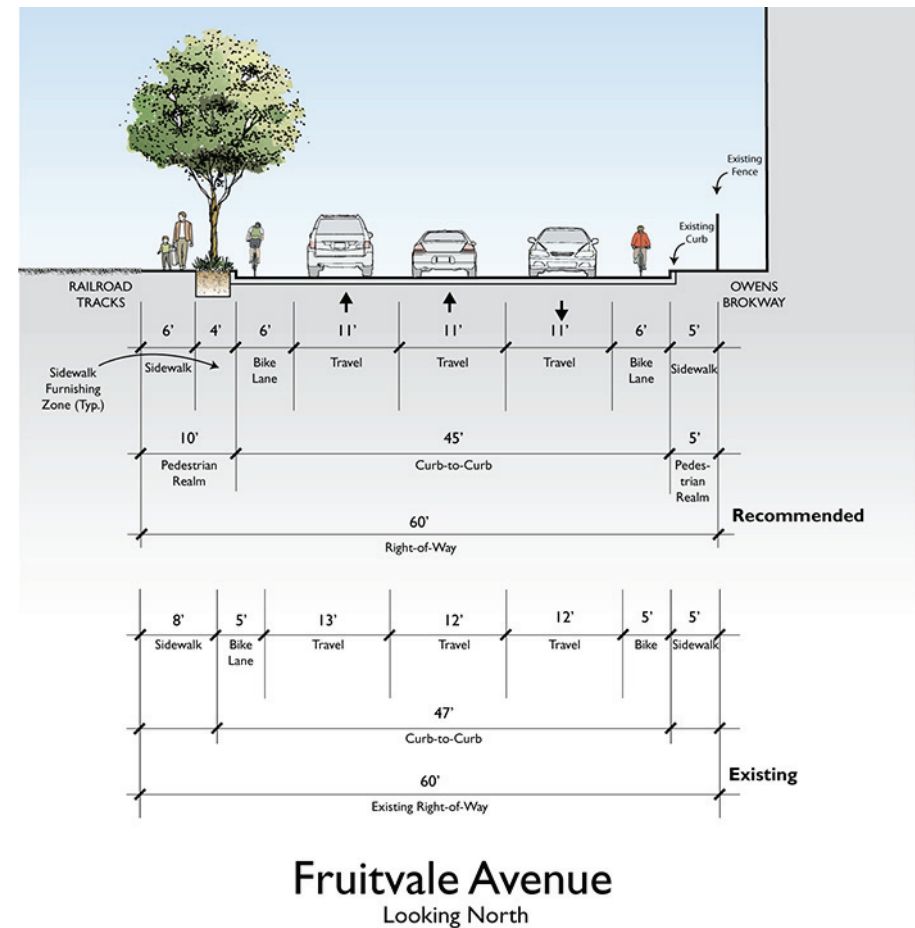 Existing
Fence
Existing
Curb
RAILROAD
TRACKS
OWENS
BROKWAY
6' 4' 6' 11' 11' 11' 6' 5'
Sidewalk Bike
Lane Travel Travel Travel Bike
Lane Sidewalk
Sidewalk
Furnishing
Zone (Typ.)
10' 45' 5'
Pedestrian
Realm
Curb-to-Curb
Pedes-
trian
Realm
60'
Right-of-Way
Recommended
8' 5' 13' 12' 12' 5' 5'
Sidewalk Bike
Lane Travel Travel Travel Bike Sidewalk
47'
Curb-to-Curb
60'
Existing Right-of-Way
Existing
Fruitvale Avenue
Looking North